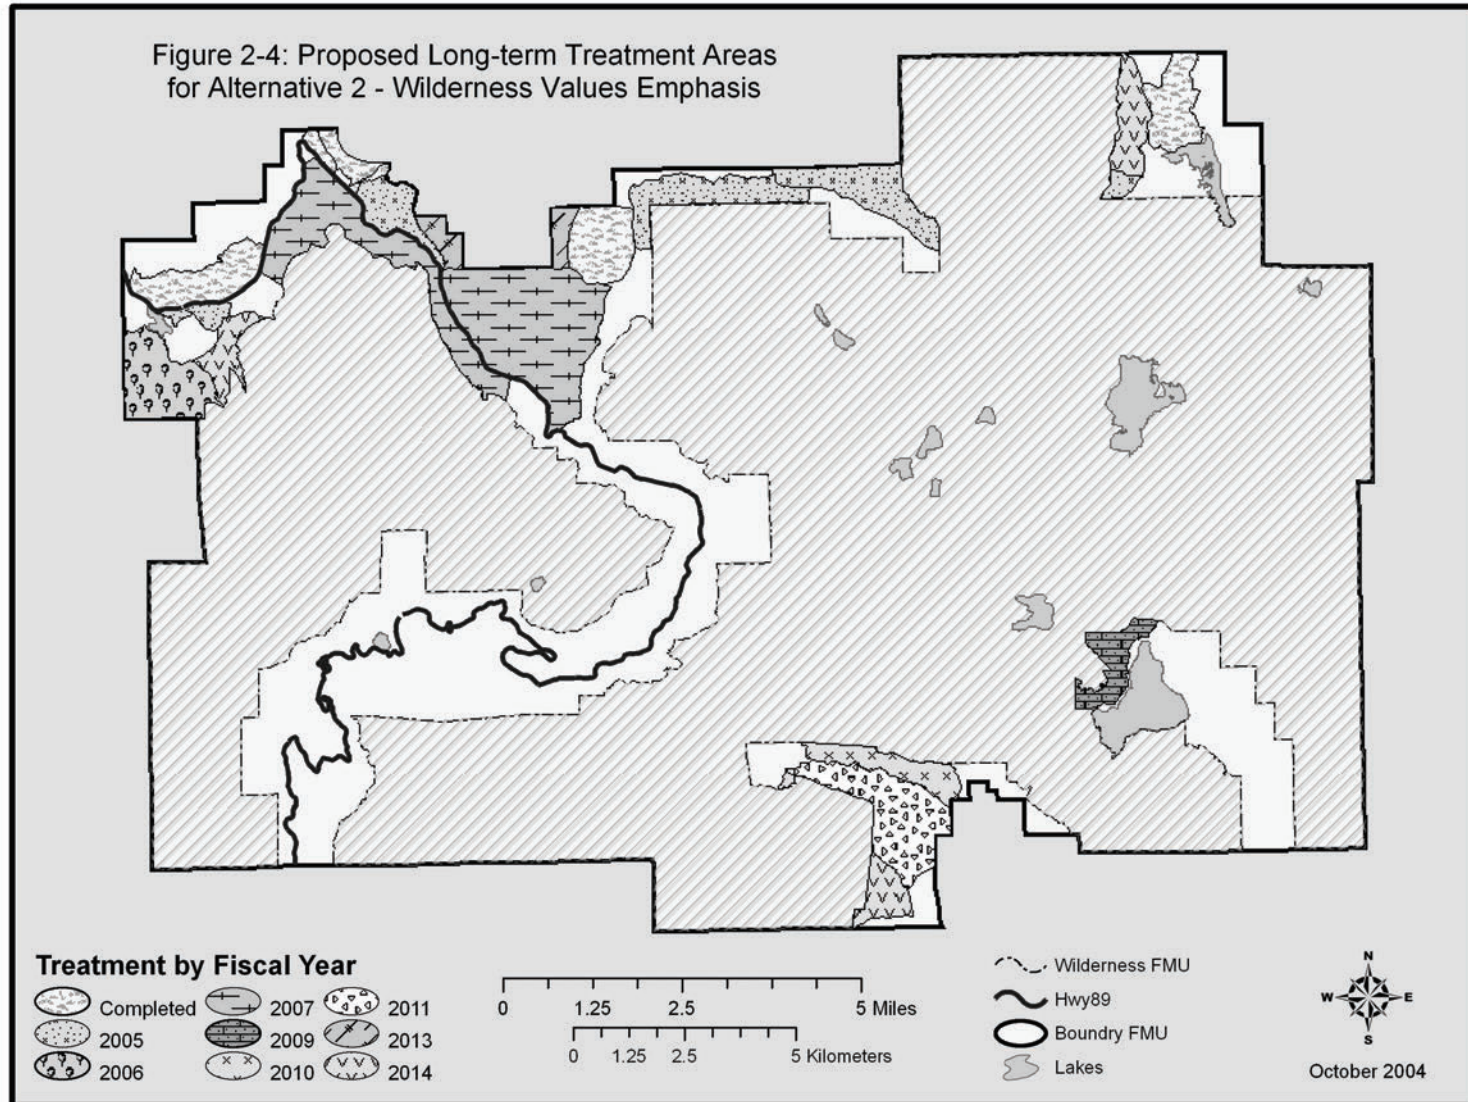 Figure 2-4: Proposed Long-term Treatment Areas
for Alternative 2 - Wilderness Values Emphasis
Treatment by Fiscal Year
Completed
2005
2006
2007
2009
2010
2011
2013
2014
0 1.25 2.5 5 Miles
0 1.25 2.5 5 Kilometers
Wilderness FMU
Hwy89
Boundry FMU
Lakes
N
W E
S
October 2004